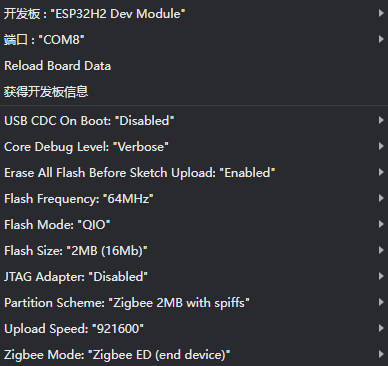 开发板 : "ESP32H2 Dev Module"
端口 : "COM8"
Reload Board Data
获得开发板信息
USB CDC On Boot: "Disabled"
Core Debug Level: "Verbose"
Erase All Flash Before Sketch Upload: "Enabled"
Flash Frequency: "64MHz"
Flash Mode: "QIO"
Flash Size: "2MB (16Mb)"
JTAG Adapter: "Disabled"
Partition Scheme: "Zigbee 2MB with spiffs"
Upload Speed: "921600"
Zigbee Mode: "Zigbee ED (end device)"